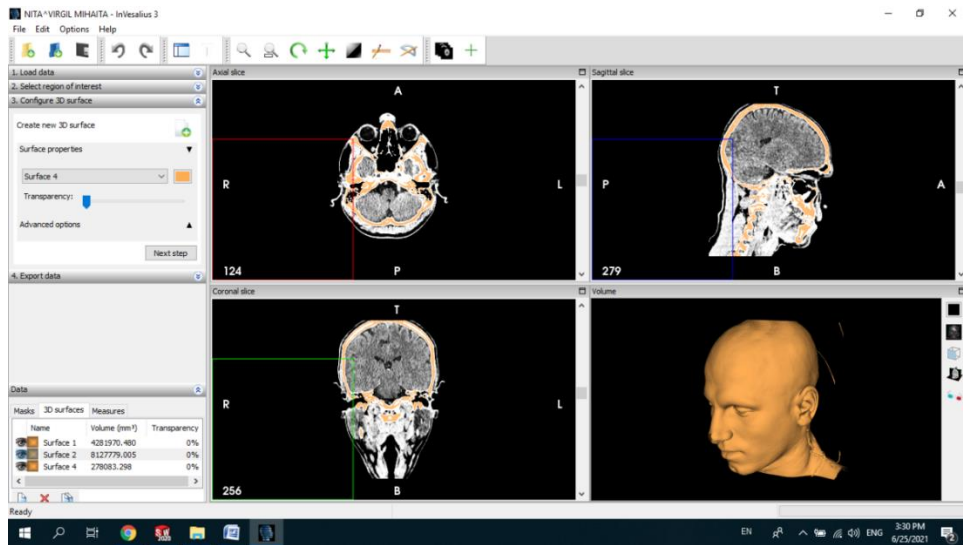 NITA^VIRGIL MIHAITA - InVesalius 3
File Edit Options Help
1. Load data
2. Select region of interest
3. Configure 3D surface
Create new 3D surface
Surface properties
Surface 4
Transparency:
Advanced options
Next step
4. Export data
Data
Masks 3D surfaces Measures
Name Volume (mm³) Transparency
Surface 1 4281970.480 0%
Surface 2 8127779.005 0%
Surface 4 278083.298 0%
Axial slice
A
R L
124 P
Sagittal slice
T
P A
279 B
Coronal slice
T
R L
256 B
Volume
Ready
EN ENG 3:30 PM
6/25/2021